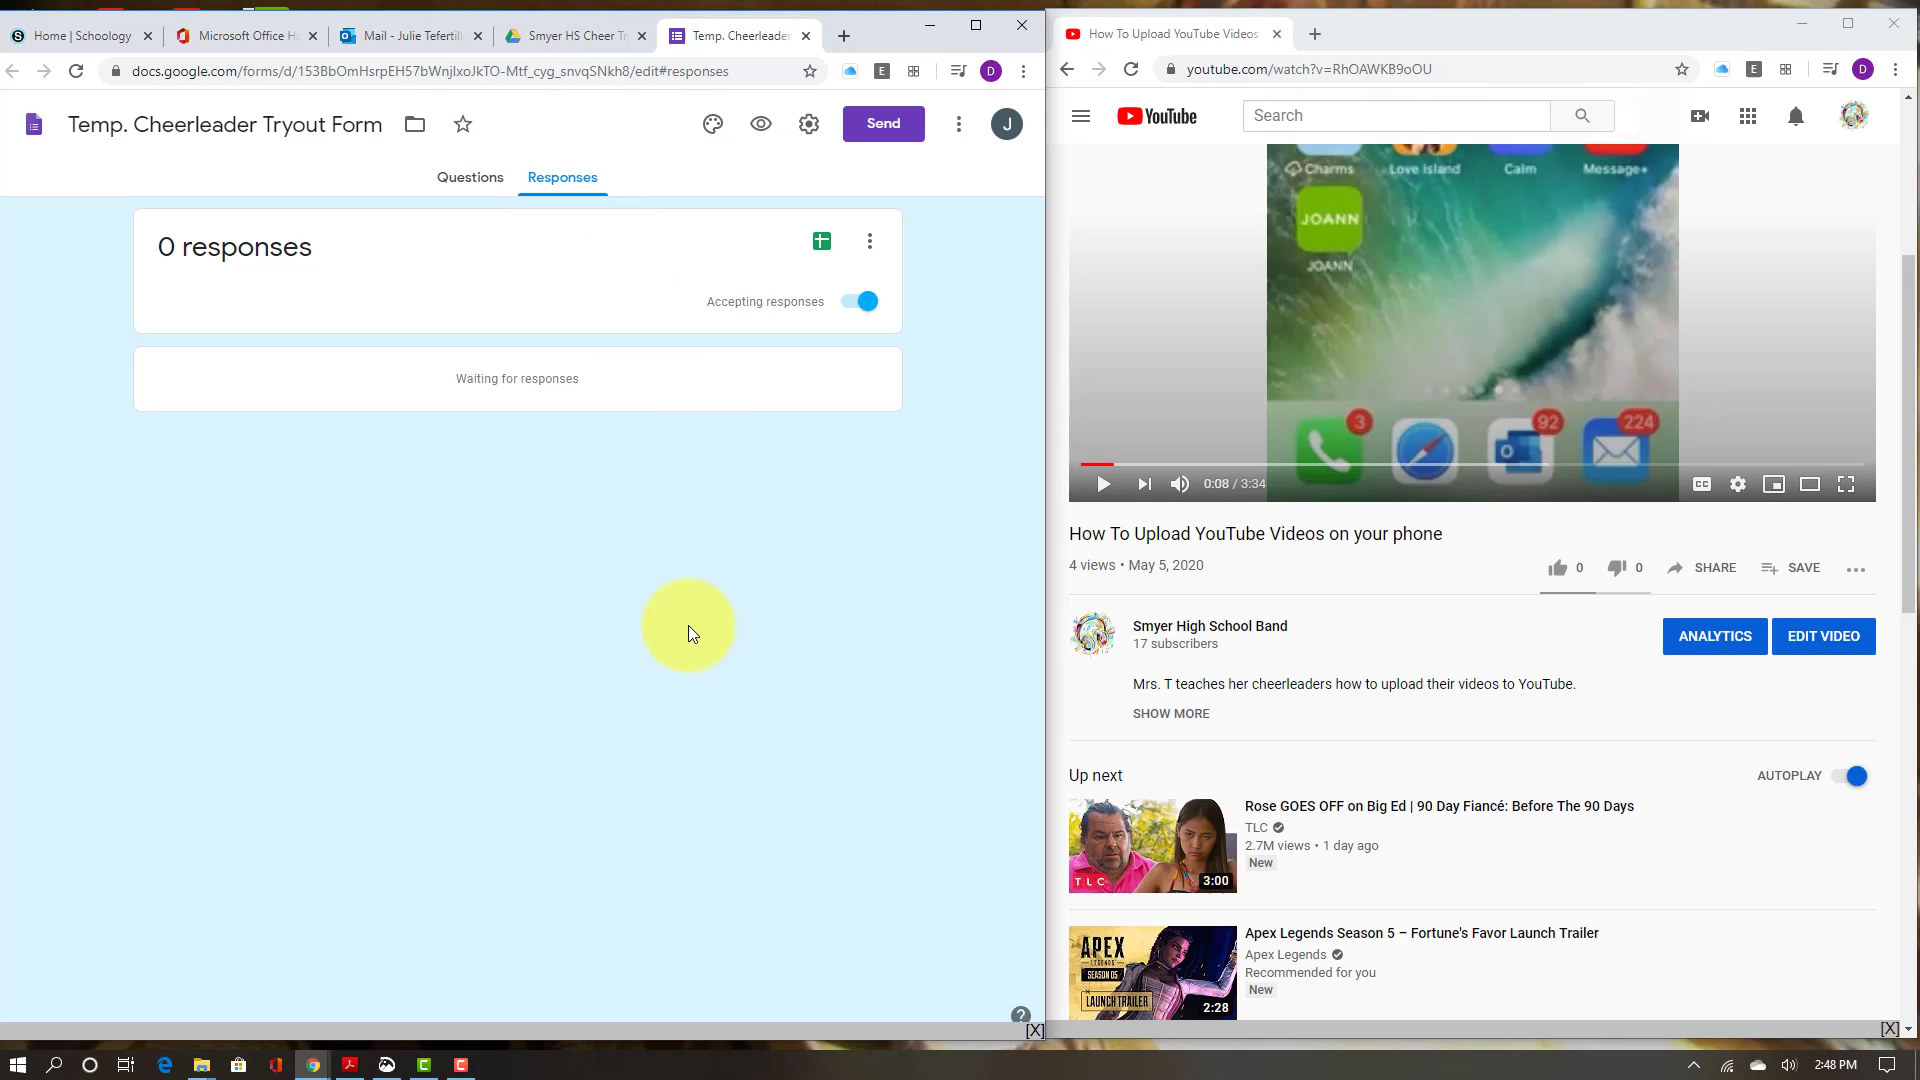 Home | Schoology
Microsoft Office H
Mail - Julie Tefertill
Smyer HS Cheer Tr
Temp. Cheerleader
docs.google.com/forms/d/153BbOmHsrpEH57bWnjlxoJkTO-Mtf_cyg_snvqSNkh8/edit#responses
E
D
Temp. Cheerleader Tryout Form
Send
J
Questions
Responses
0 responses
Accepting responses
Waiting for responses
?
[X]
How To Upload YouTube Videos
youtube.com/watch?v=RhOAWKB9oOU
E
D
YouTube
Search
Charms
Love Island
Calm
Message+
JOANN
JOANN
3
92
224
0:08 / 3:34
CC
How To Upload YouTube Videos on your phone
4 views • May 5, 2020
0
0
SHARE
SAVE
Smyer High School Band
17 subscribers
ANALYTICS
EDIT VIDEO
Mrs. T teaches her cheerleaders how to upload their videos to YouTube.
SHOW MORE
Up next
AUTOPLAY
Rose GOES OFF on Big Ed | 90 Day Fiancé: Before The 90 Days
TLC
2.7M views • 1 day ago
New
TLC
3:00
Apex Legends Season 5 – Fortune's Favor Launch Trailer
Apex Legends
Recommended for you
New
APEX
LEGENDS
SEASON 05
LAUNCH TRAILER
2:28
[X]
2:48 PM